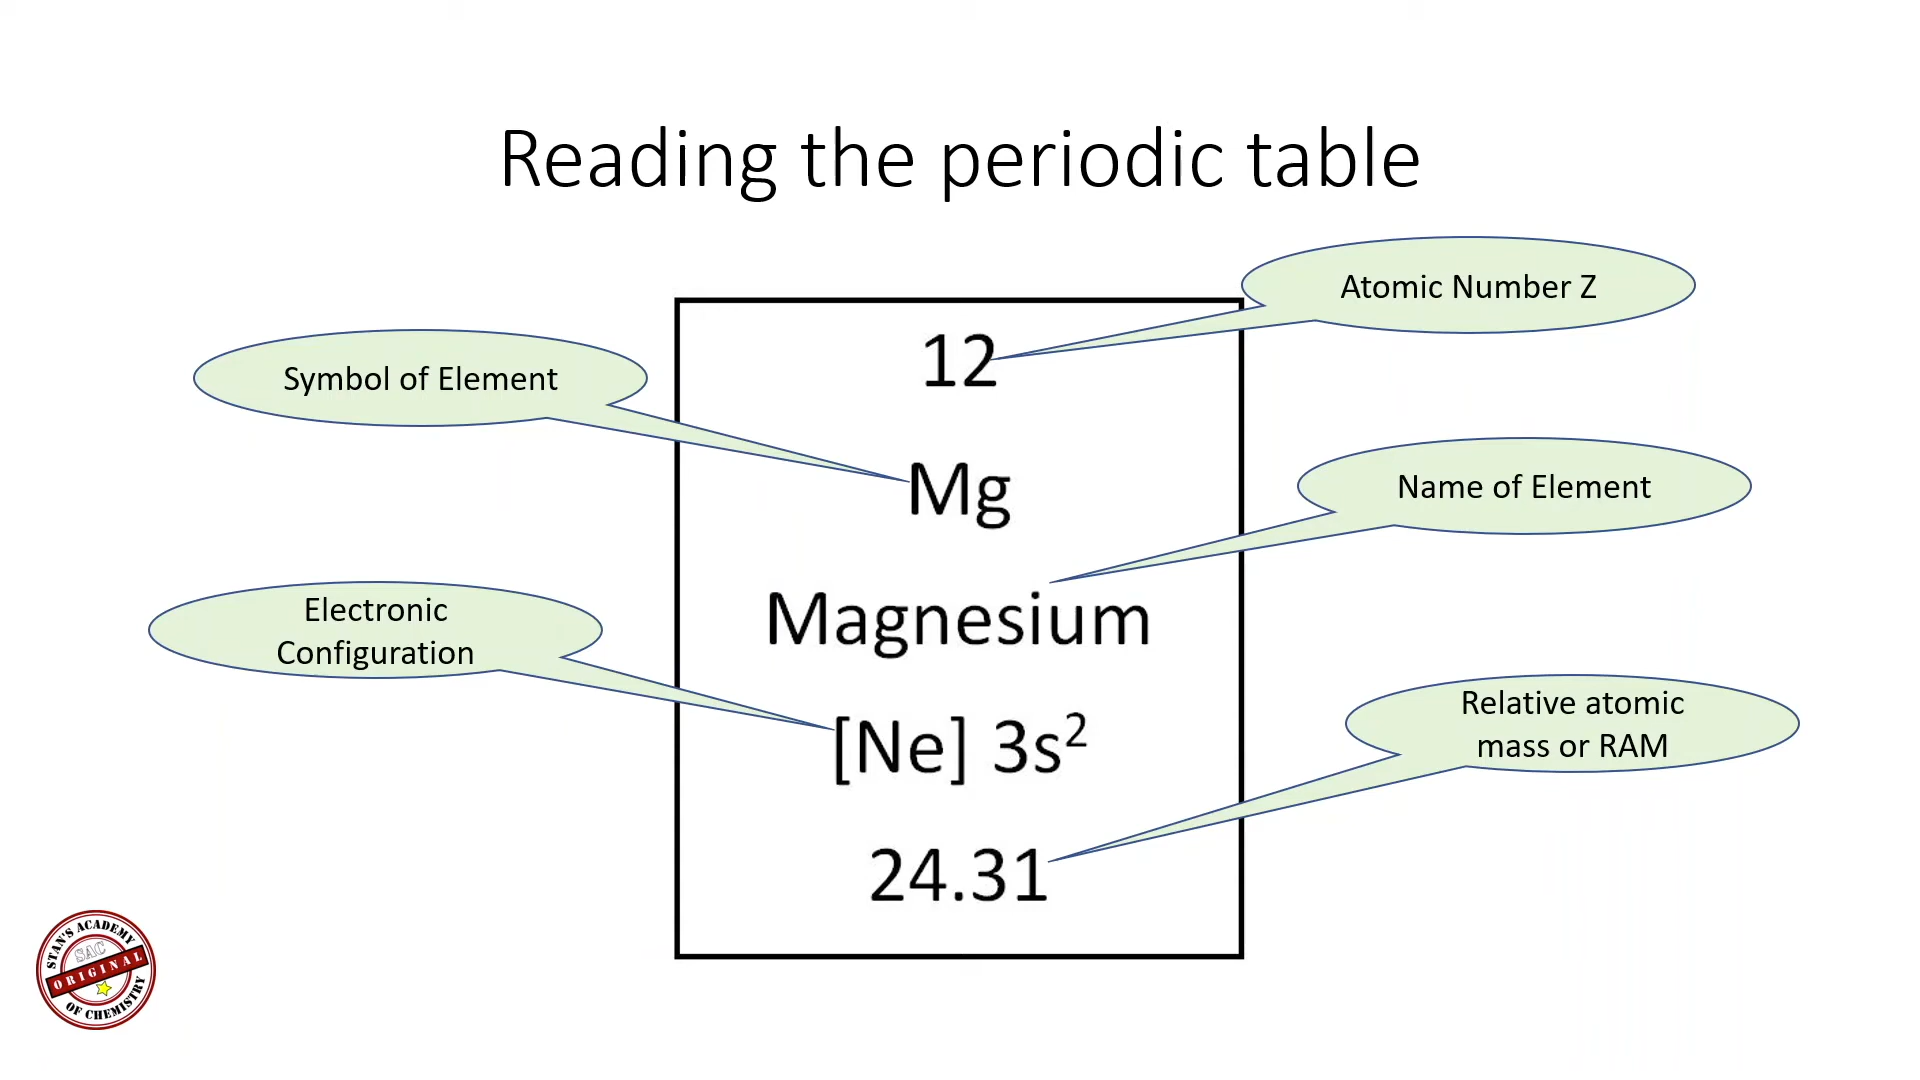 Reading the periodic table
Atomic Number Z
12
Symbol of Element
Mg
Name of Element
Magnesium
Electronic
Configuration
[Ne] 3s²
Relative atomic
mass or RAM
24.31
STAN'S ACADEMY
SAC
ORIGINAL
OF CHEMISTRY